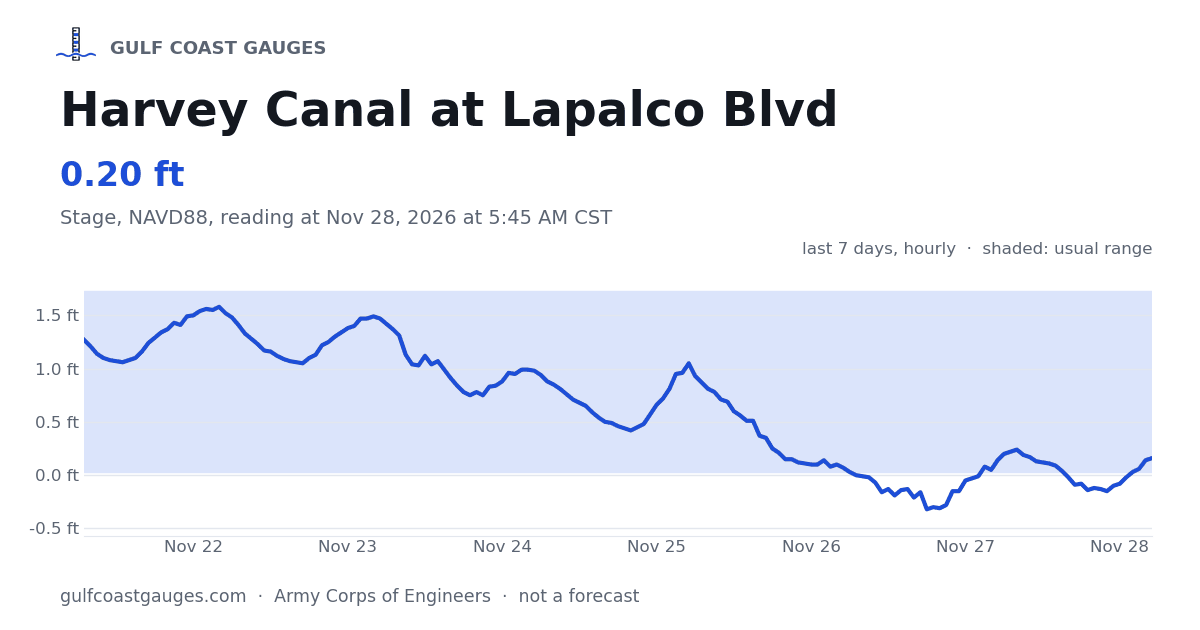 GULF COAST GAUGES
Harvey Canal at Lapalco Blvd
0.20 ft
Stage, NAVD88, reading at Nov 28, 2026 at 5:45 AM CST
last 7 days, hourly · shaded: usual range
1.5 ft
1.0 ft
0.5 ft
0.0 ft
-0.5 ft
Nov 22 Nov 23 Nov 24 Nov 25 Nov 26 Nov 27 Nov 28
gulfcoastgauges.com · Army Corps of Engineers · not a forecast